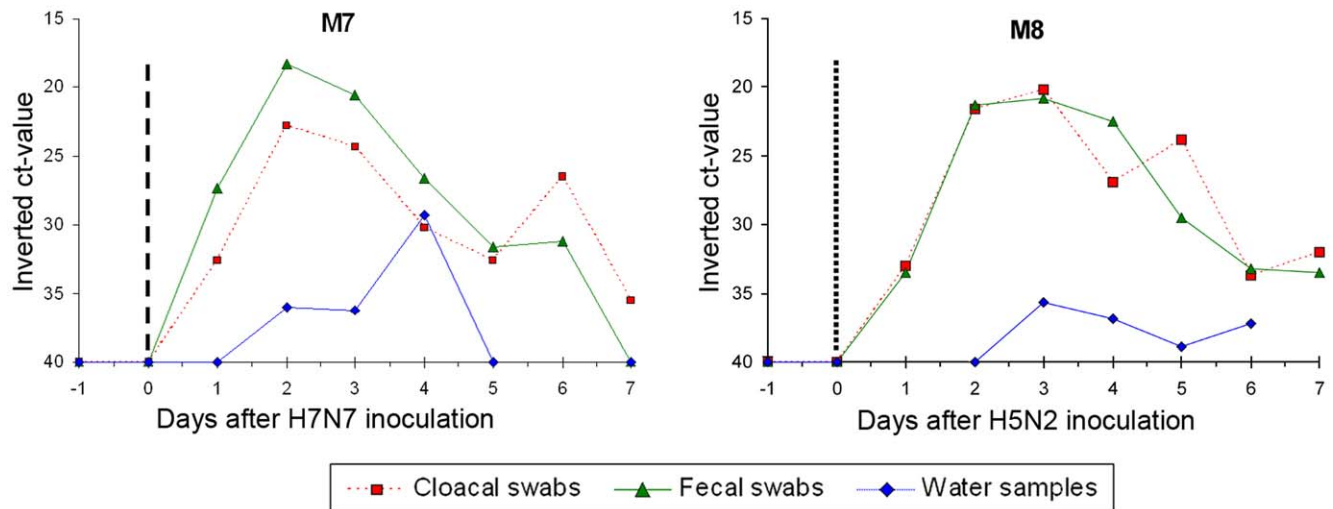 M7
Inverted ct-value
15
20
25
30
35
40
-1 0 1 2 3 4 5 6 7
Days after H7N7 inoculation
M8
Inverted ct-value
15
20
25
30
35
40
-1 0 1 2 3 4 5 6 7
Days after H5N2 inoculation
Cloacal swabs Fecal swabs Water samples